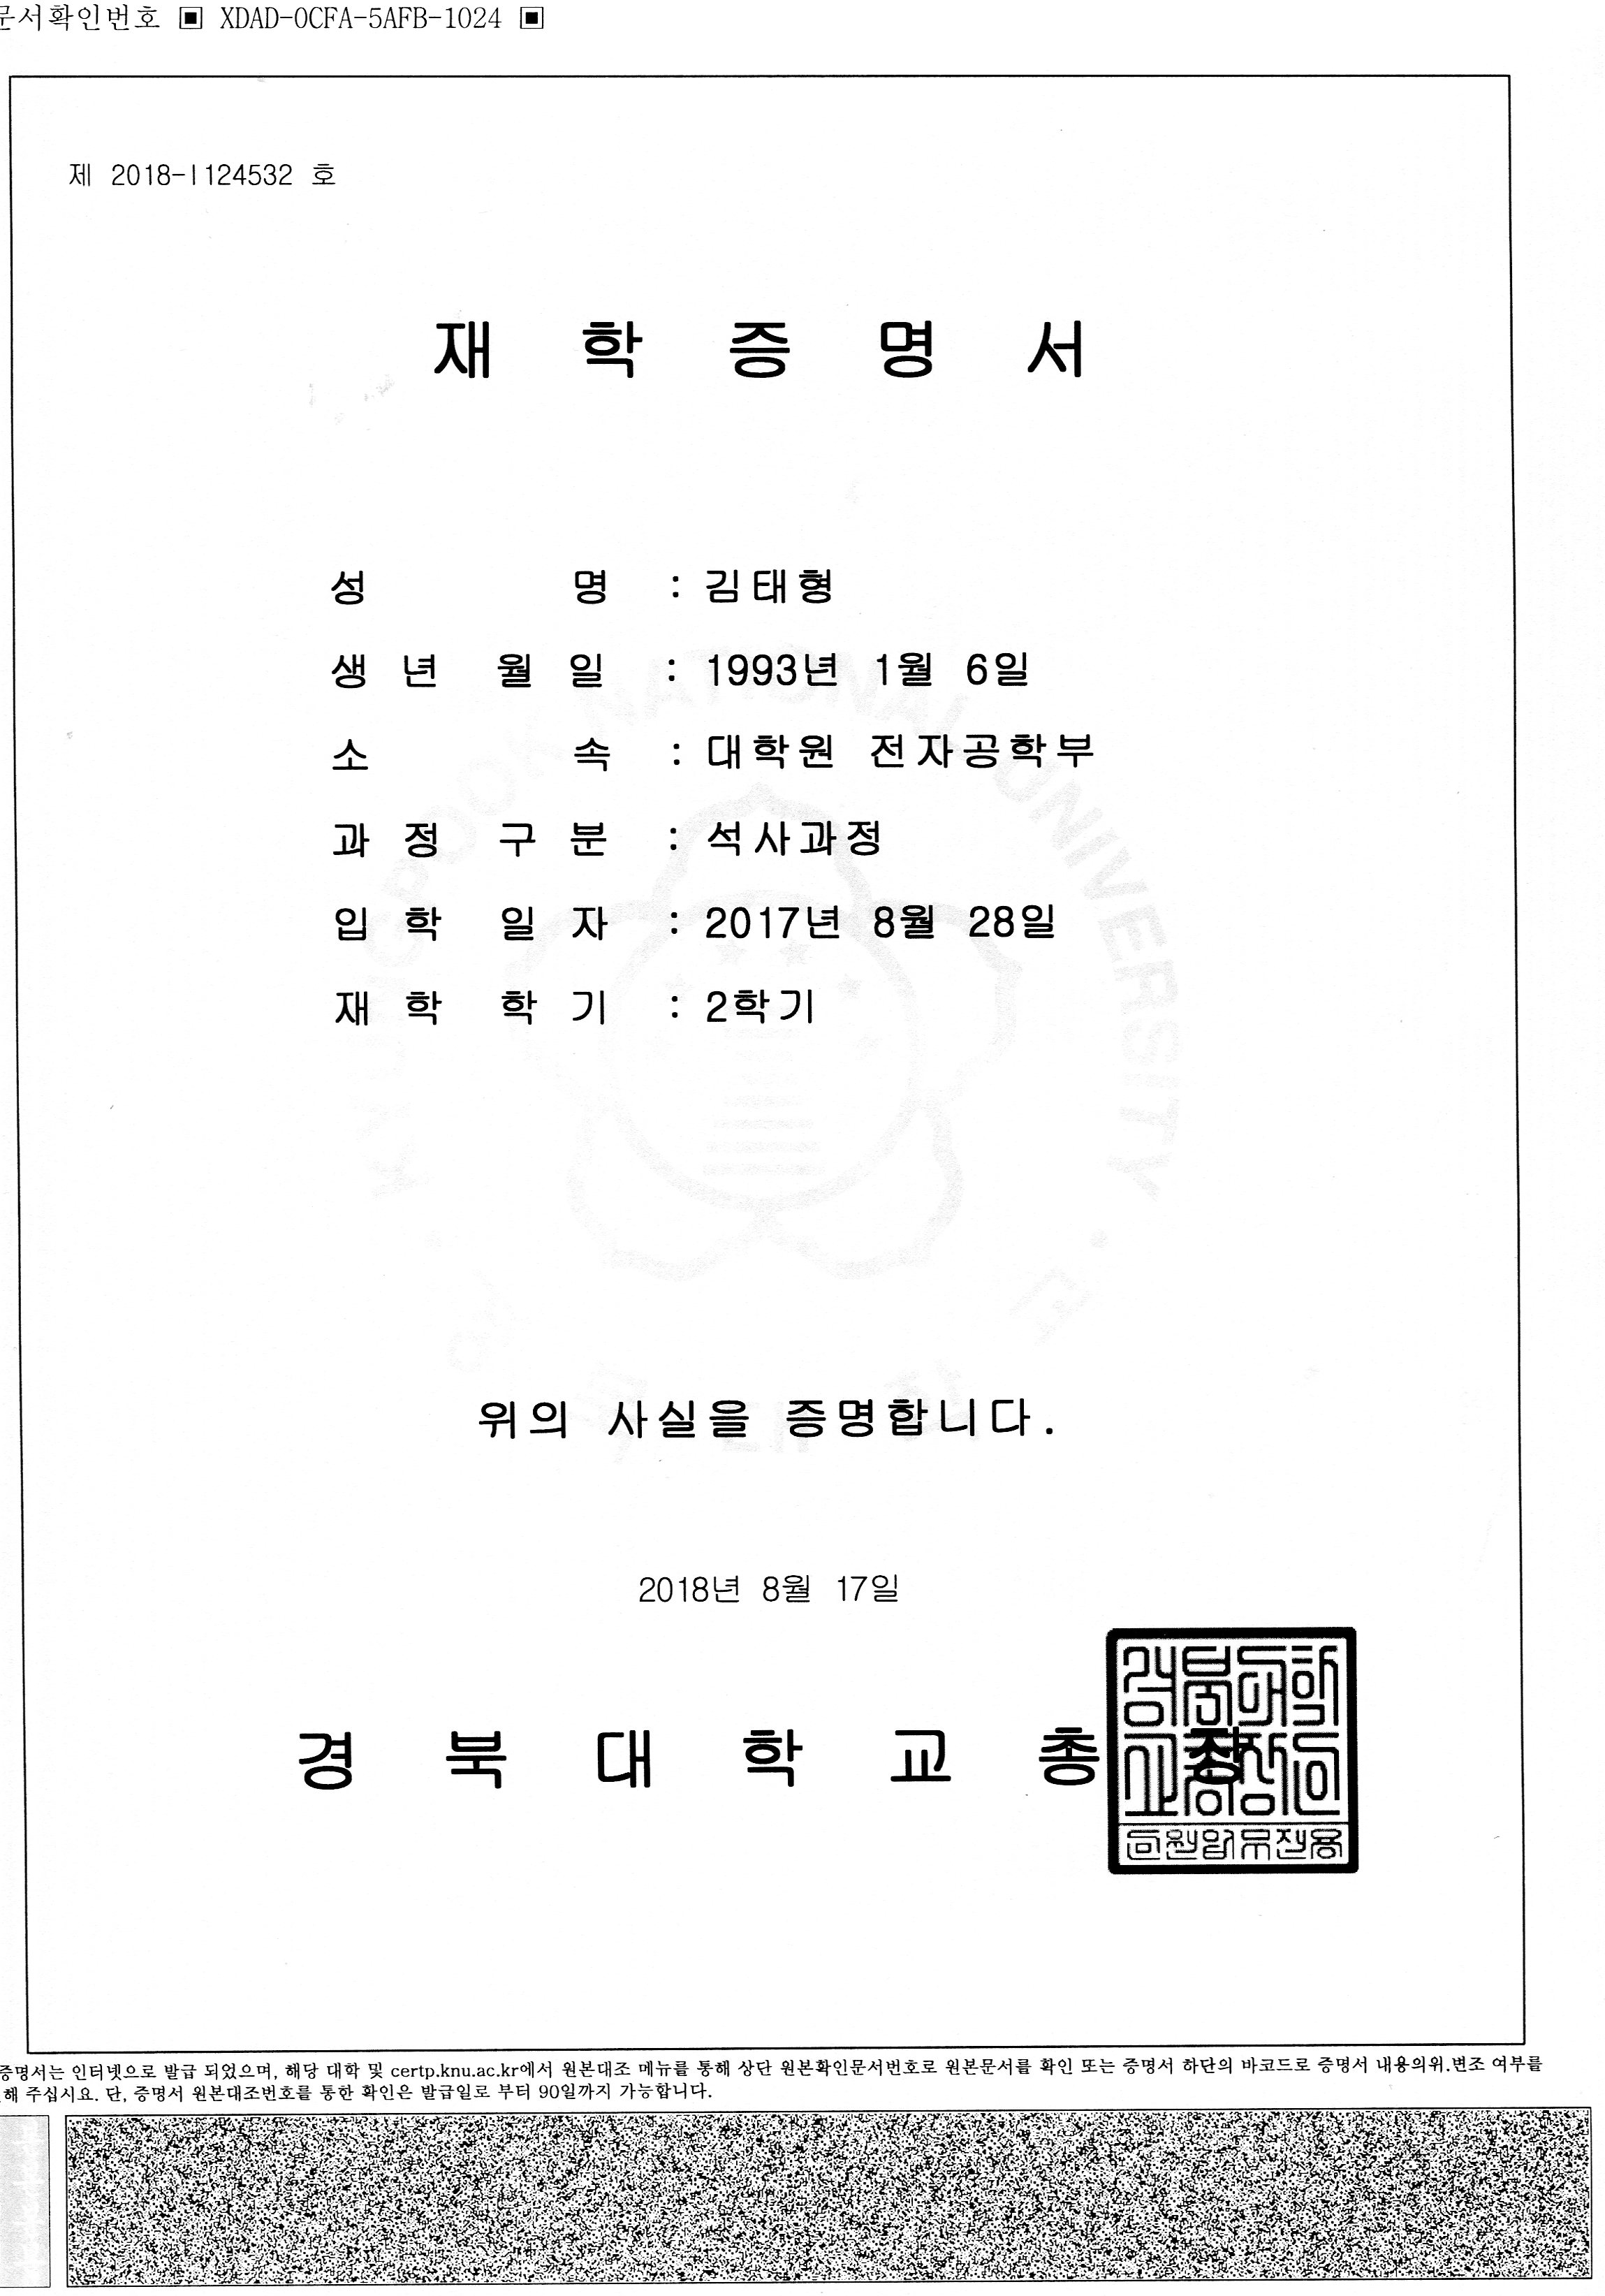 문서확인번호 ▣ XDAD-0CFA-5AFB-1024 ▣
제 2018-I124532 호
재 학 증 명 서
성 명 : 김태형
생 년 월 일 : 1993년 1월 6일
소 속 : 대학원 전자공학부
과 정 구 분 : 석사과정
입 학 일 자 : 2017년 8월 28일
재 학 학 기 : 2학기
KYUNGPOOK NATIONAL UNIVERSITY
위의 사실을 증명합니다.
2018년 8월 17일
경 북 대 학 교 총 장
증명서는 인터넷으로 발급 되었으며, 해당 대학 및 certp.knu.ac.kr에서 원본대조 메뉴를 통해 상단 원본확인문서번호로 원본문서를 확인 또는 증명서 하단의 바코드로 증명서 내용의위.변조 여부를
해 주십시요. 단, 증명서 원본대조번호를 통한 확인은 발급일로 부터 90일까지 가능합니다.